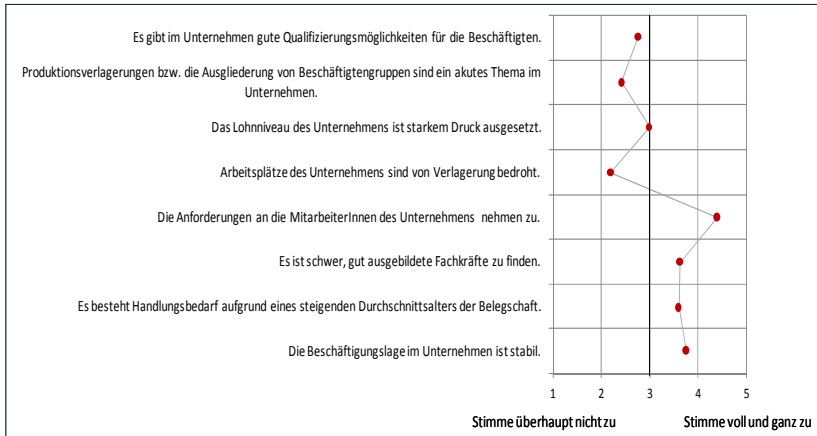 Es gibt im Unternehmen gute Qualifizierungsmöglichkeiten für die Beschäftigten.
Produktionsverlagerungen bzw. die Ausgliederung von Beschäftigtengruppen sind ein akutes Thema im
Unternehmen.
Das Lohnniveau des Unternehmens ist starkem Druck ausgesetzt.
Arbeitsplätze des Unternehmens sind von Verlagerung bedroht.
Die Anforderungen an die MitarbeiterInnen des Unternehmens nehmen zu.
Es ist schwer, gut ausgebildete Fachkräfte zu finden.
Es besteht Handlungsbedarf aufgrund eines steigenden Durchschnittsalters der Belegschaft.
Die Beschäftigungslage im Unternehmen ist stabil.
1 2 3 4 5
Stimme überhaupt nicht zu Stimme voll und ganz zu